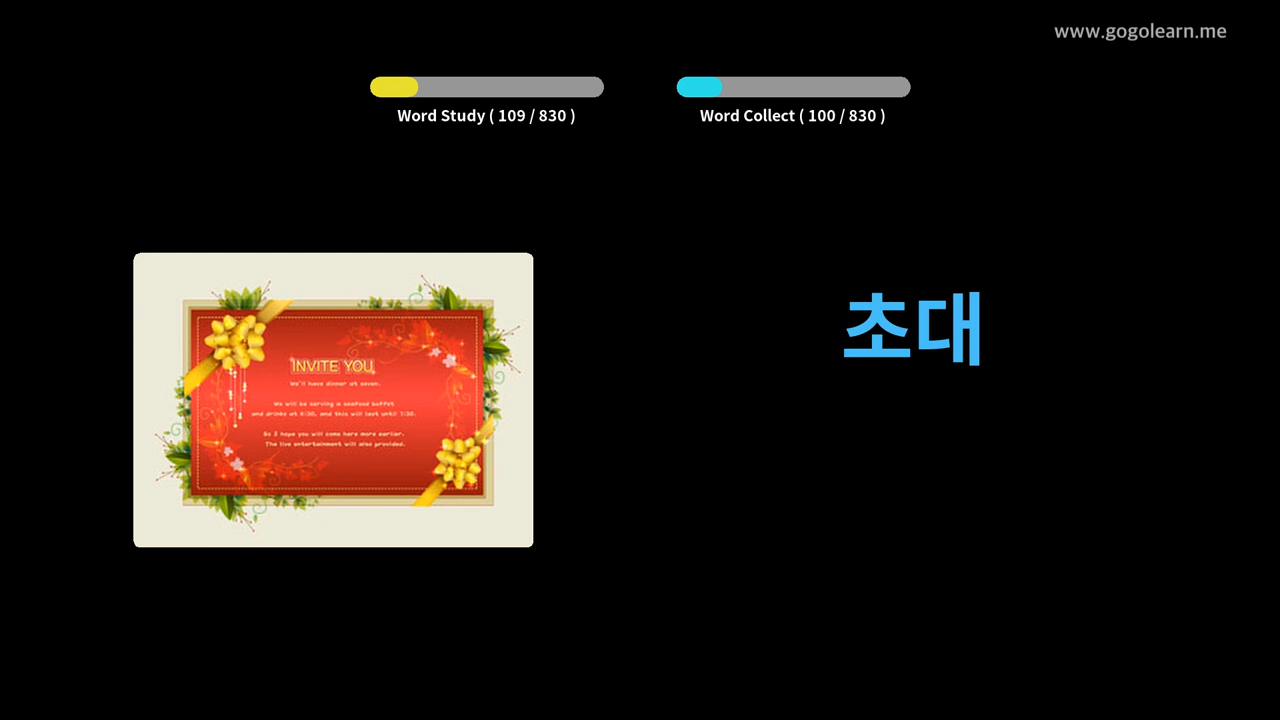 www.gogolearn.me
Word Study ( 109 / 830 )
Word Collect ( 100 / 830 )
초대
INVITE YOU
We'll have dinner at seven.
We will be serving a seafood buffet
and drinks at 6:30, and this will last until 7:30.
So I hope you will come here more earlier.
The live entertainment will also provided.